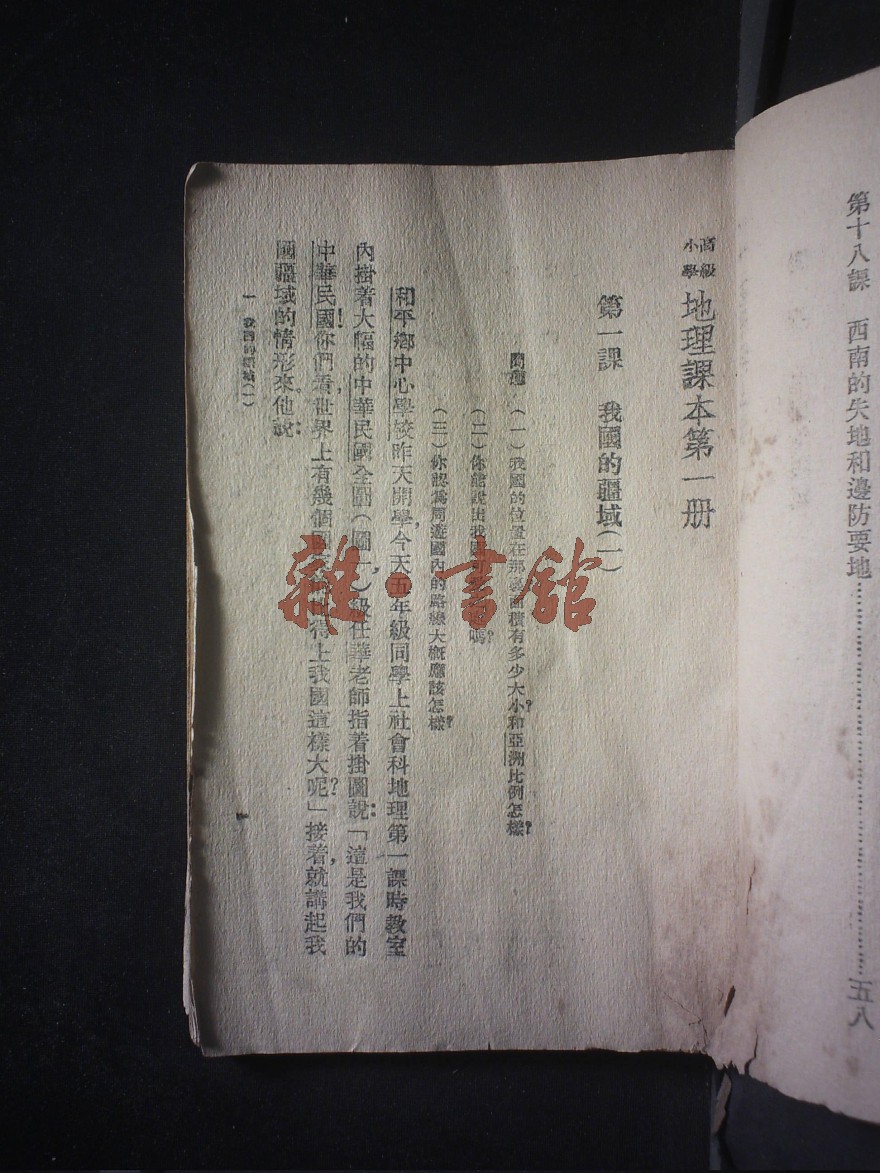 第十八課 西南的失地和邊防要地……五八
高級小學 地理課本第一册
第一課 我國的疆域(一)
問題 (一)我國的位置在那裏面積有多少大小和亞洲比例怎樣?
(二)你能說出我國 嗎?
(三)你認爲周遊國內的路線大概應該怎樣?
和平鄉中心學校昨天開學,今天五年級同學上社會科地理第一課時教室
內掛着大幅的中華民國全圖(圖一),級任華老師指着掛圖說:「這是我們的
中華民國!你們看,世界上有幾個國 得上我國這樣大呢?」接着,就講起我
國疆域的情形來。他說:
一 我國的疆域(一)
雜·書館